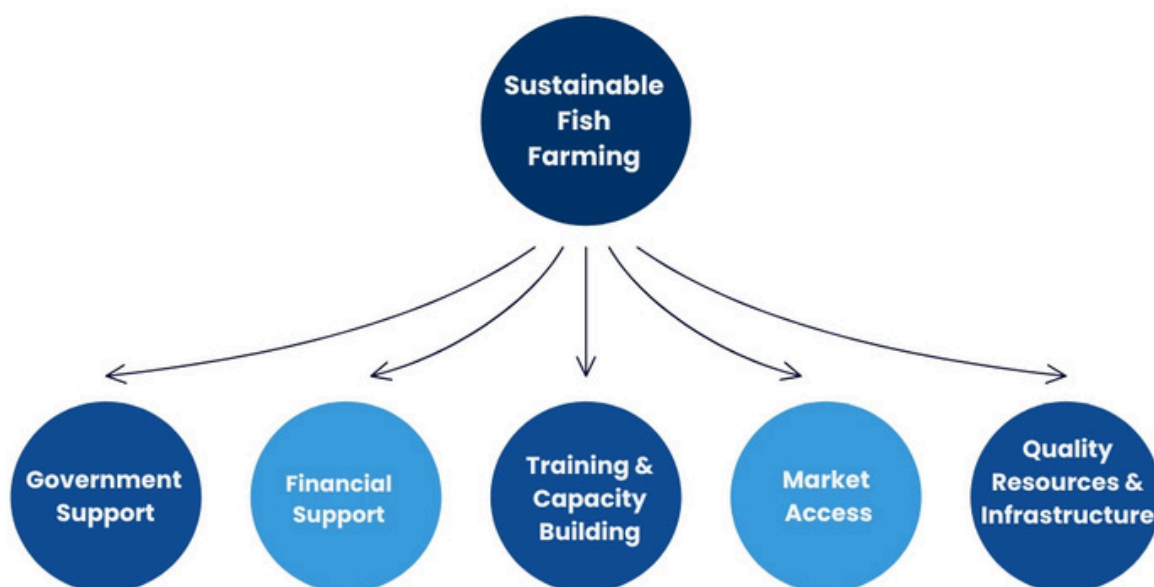 Sustainable
Fish
Farming
Government
Support
Financial
Support
Training &
Capacity
Building
Market
Access
Quality
Resources &
Infrastructure